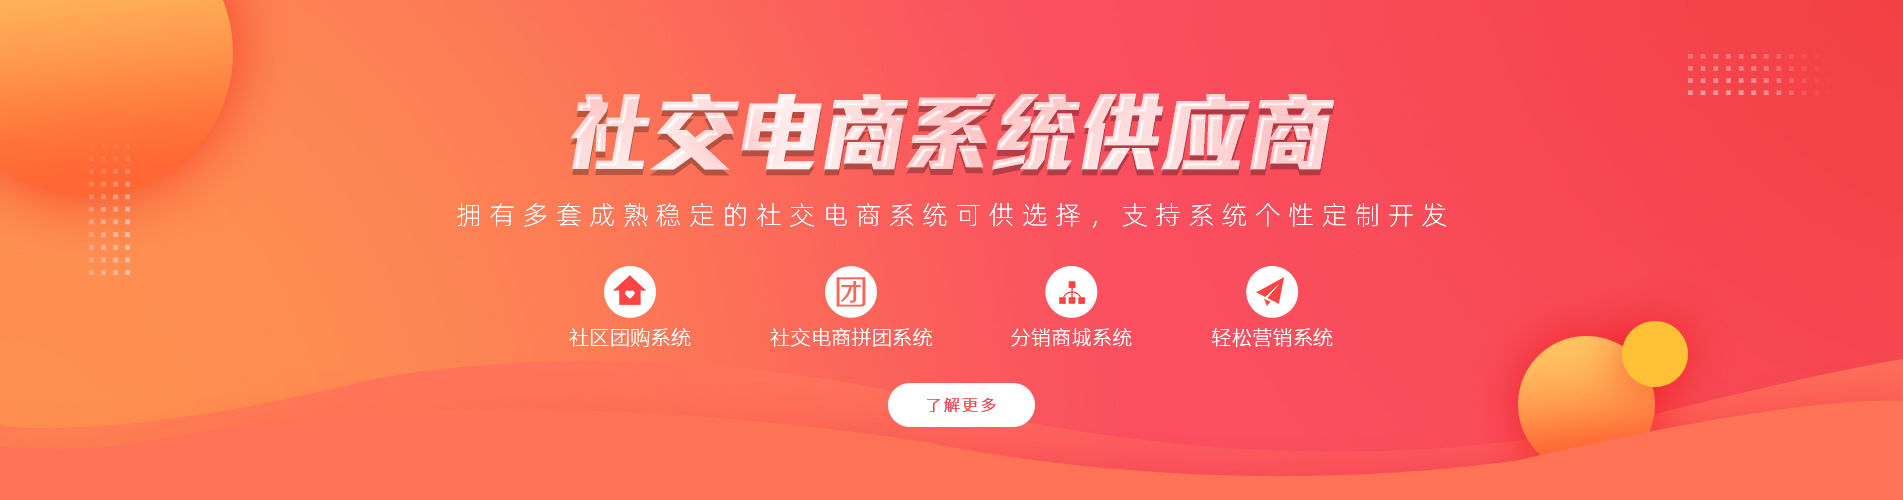 社交电商系统供应商
拥有多套成熟稳定的社交电商系统可供选择，支持系统个性定制开发
团
社区团购系统 社交电商拼团系统 分销商城系统 轻松营销系统
了解更多